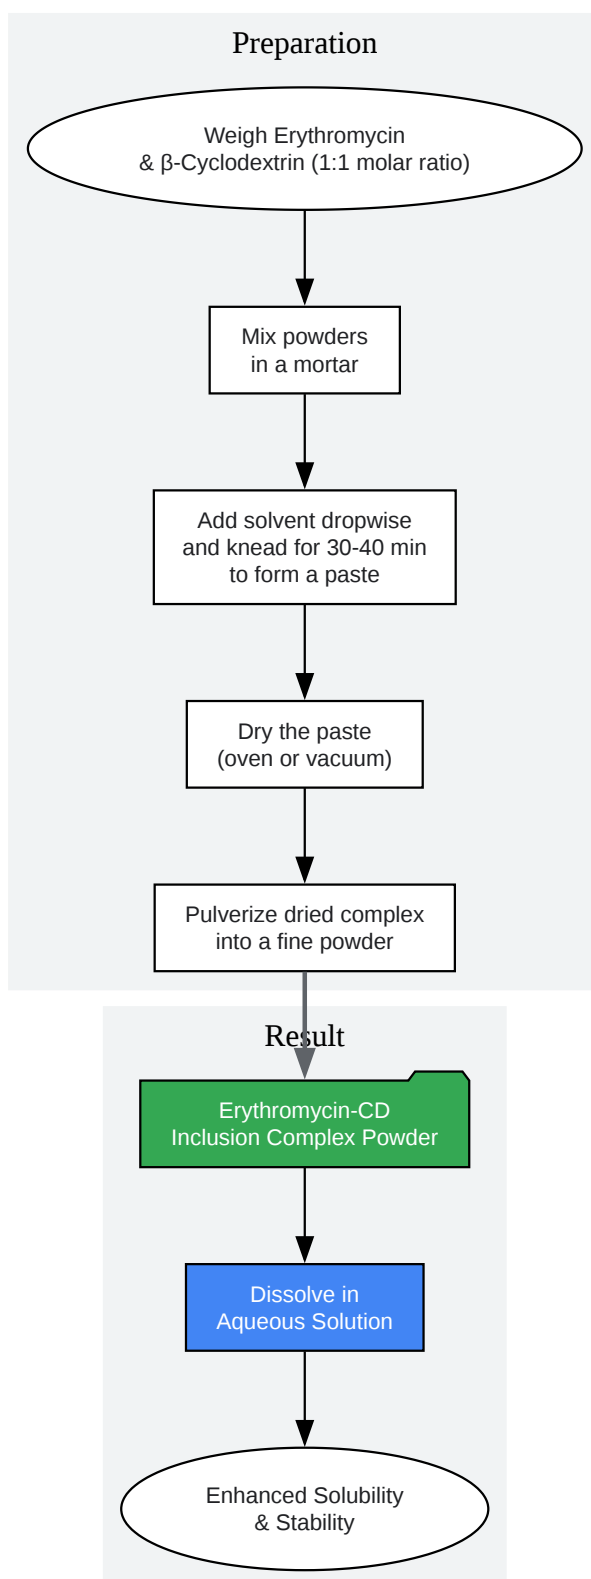 Preparation
Weigh Erythromycin
& β-Cyclodextrin (1:1 molar ratio)
Mix powders
in a mortar
Add solvent dropwise
and knead for 30-40 min
to form a paste
Dry the paste
(oven or vacuum)
Pulverize dried complex
into a fine powder
Result
Erythromycin-CD
Inclusion Complex Powder
Dissolve in
Aqueous Solution
Enhanced Solubility
& Stability